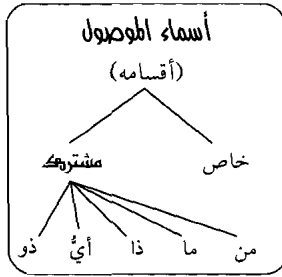 أسماء الموصول
(أقسامه)
خاص مشترك
من ما ذا أيُّ ذو